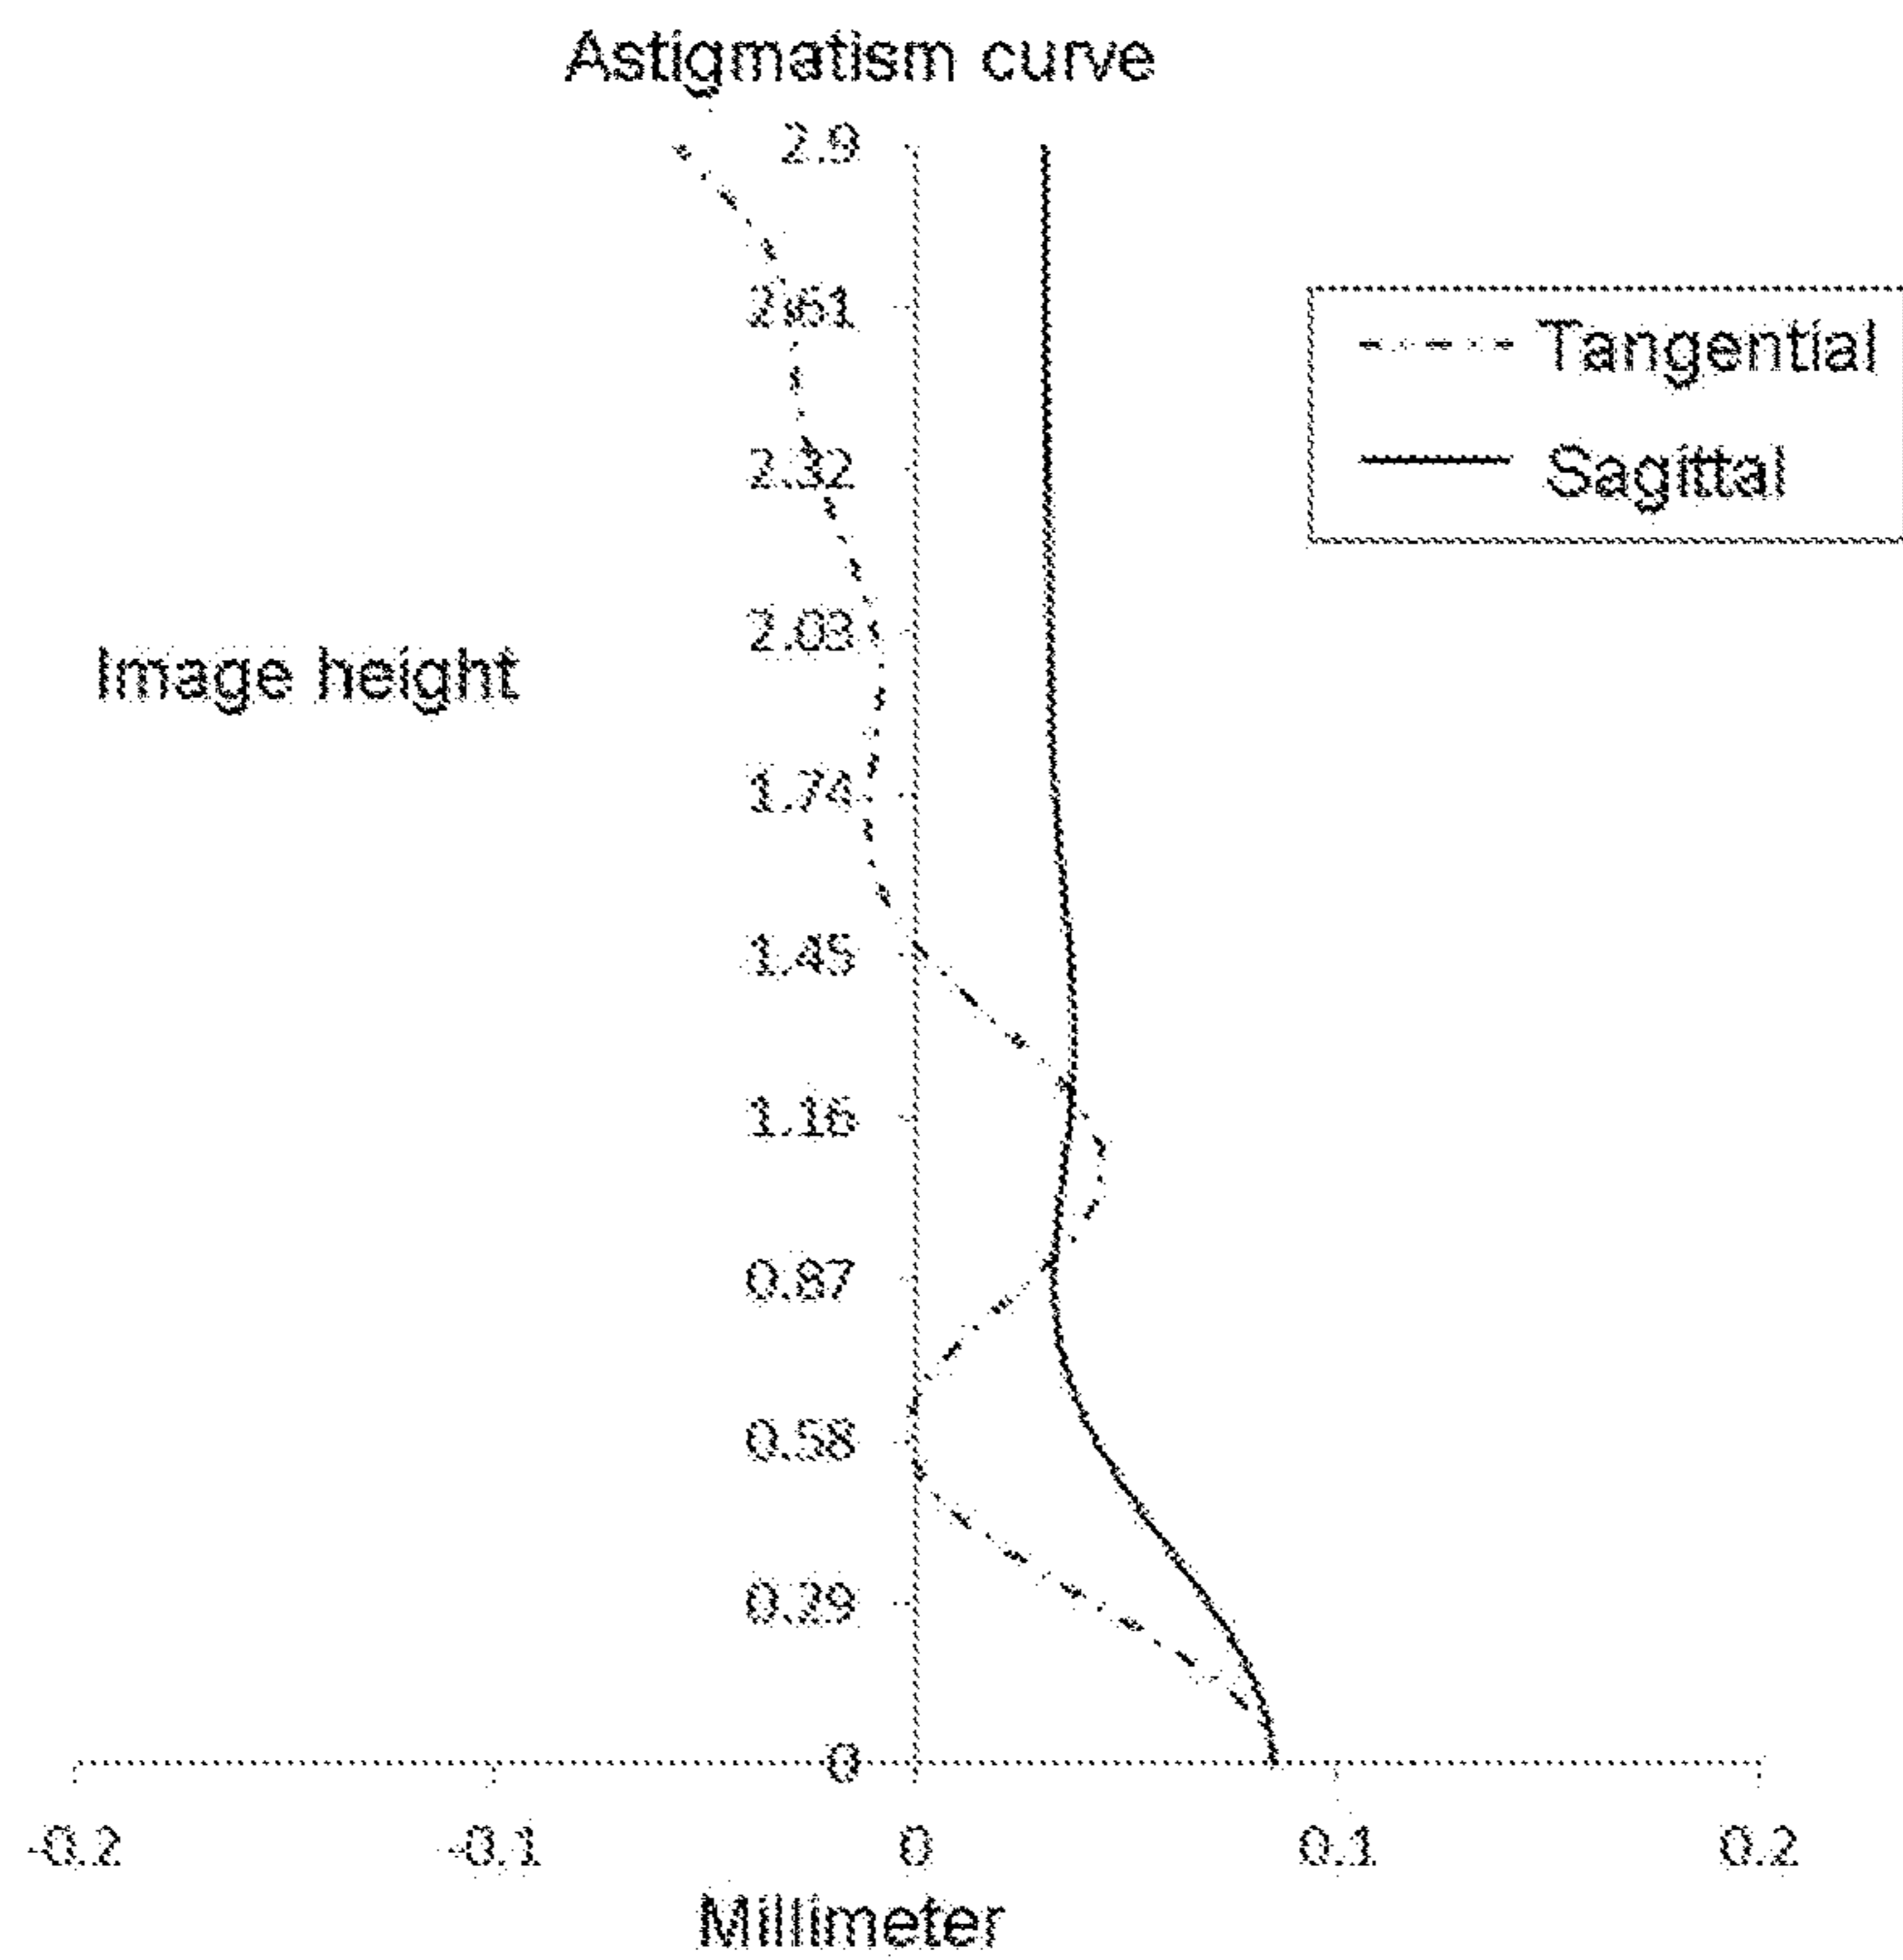 Astigmatism curve
2.9
2.61
Tangential
2.32
Sagittal
2.03
Image height
1.74
1.45
1.16
0.87
0.58
0.29
0
-0.2 -0.1 0 0.1 0.2
Millimeter